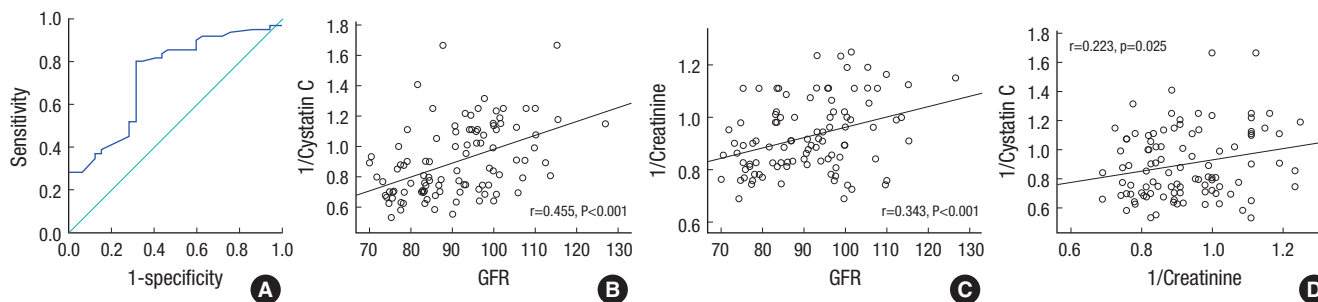 1.0
0.8
0.6
0.4
0.2
0.0
Sensitivity
0.0 0.2 0.4 0.6 0.8 1.0
1-specificity
A
1.8
1.6
1.4
1.2
1.0
0.8
0.6
1/Cystatin C
r=0.455, P<0.001
70 80 90 100 110 120 130
GFR
B
1.2
1.0
0.8
0.6
1/Creatinine
r=0.343, P<0.001
70 80 90 100 110 120 130
GFR
C
r=0.223, p=0.025
1.8
1.6
1.4
1.2
1.0
0.8
0.6
1/Cystatin C
0.6 0.8 1.0 1.2
1/Creatinine
D